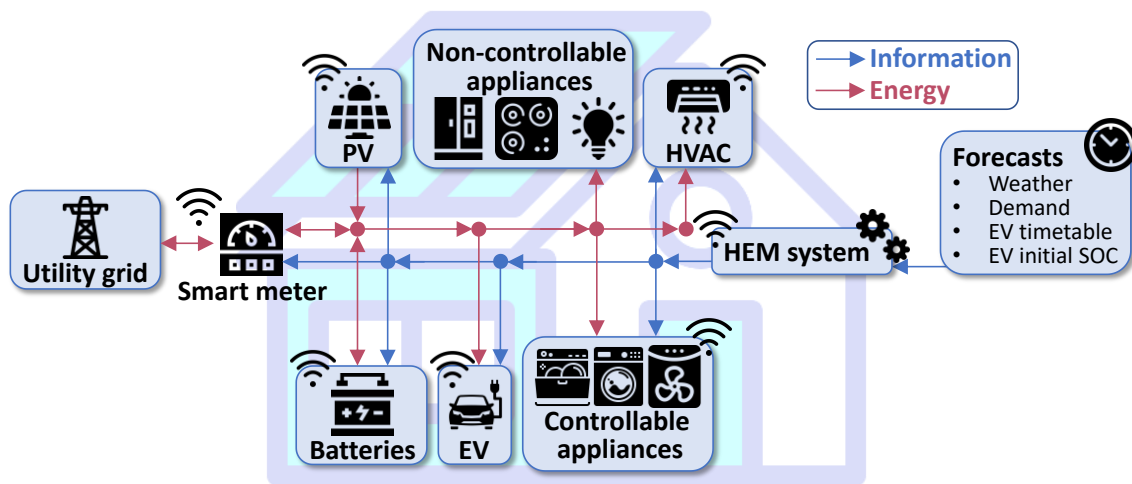 Non-controllable
appliances
PV
HVAC
Information
Energy
Forecasts
• Weather
• Demand
• EV timetable
• EV initial SOC
Utility grid
Smart meter
HEM system
Batteries
EV
Controllable
appliances